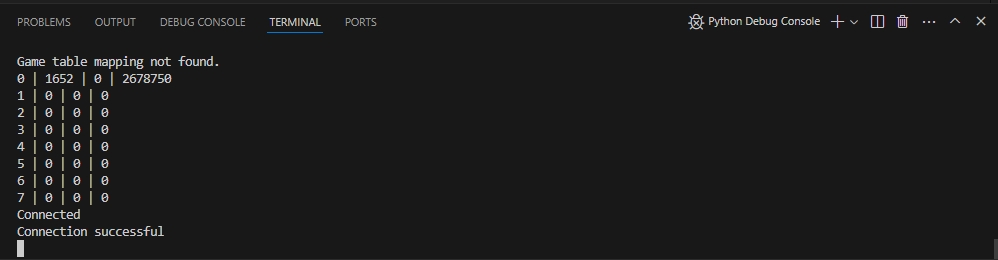 PROBLEMS OUTPUT DEBUG CONSOLE TERMINAL PORTS Python Debug Console
Game table mapping not found.
0 | 1652 | 0 | 2678750
1 | 0 | 0 | 0
2 | 0 | 0 | 0
3 | 0 | 0 | 0
4 | 0 | 0 | 0
5 | 0 | 0 | 0
6 | 0 | 0 | 0
7 | 0 | 0 | 0
Connected
Connection successful